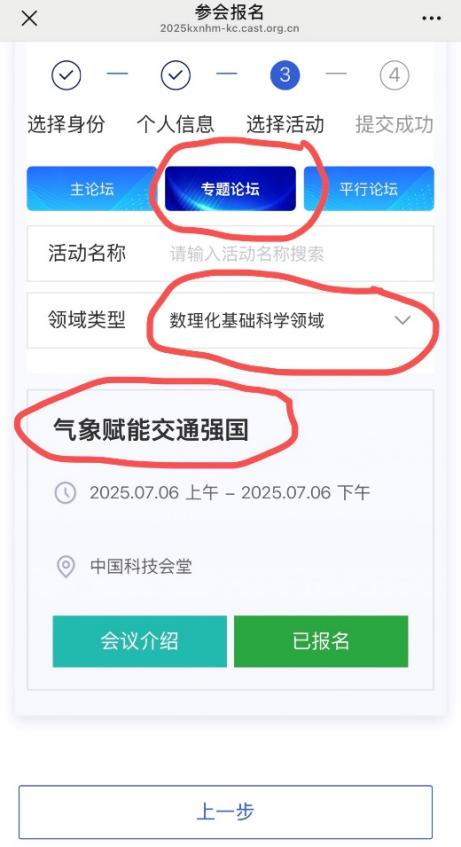 参会报名
2025kxnhm-kc.cast.org.cn
3
4
选择身份 个人信息 选择活动 提交成功
主论坛 专题论坛 平行论坛
活动名称 请输入活动名称搜索
领域类型 数理化基础科学领域
气象赋能交通强国
2025.07.06 上午 – 2025.07.06 下午
中国科技会堂
会议介绍 已报名
上一步